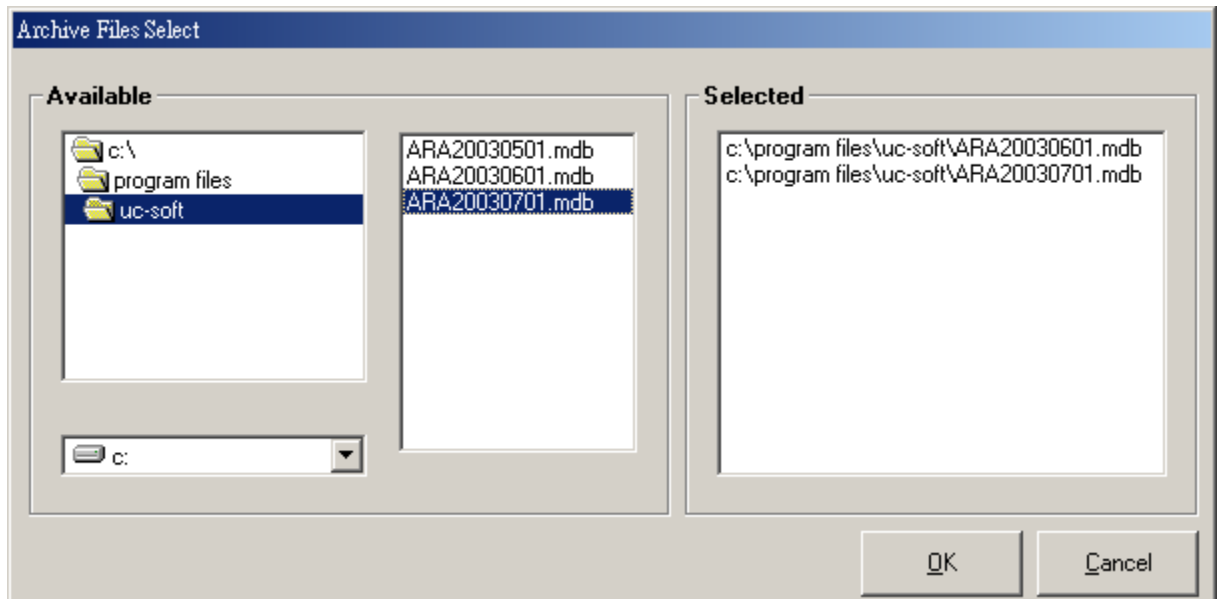 Archive Files Select
Available
c:\
program files
uc-soft
c:
ARA20030501.mdb
ARA20030601.mdb
ARA20030701.mdb
Selected
c:\program files\uc-soft\ARA20030601.mdb
c:\program files\uc-soft\ARA20030701.mdb
OK
Cancel